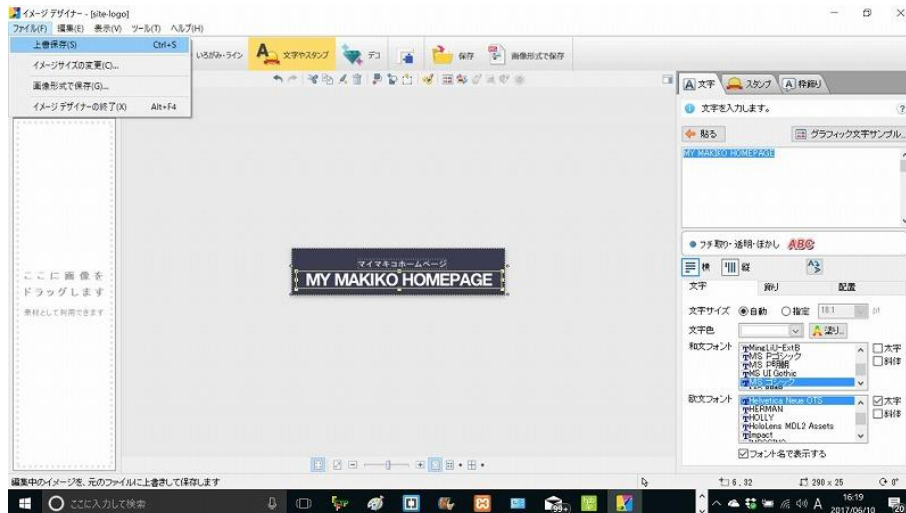 イメージ デザイナー - [site-logo]
ファイル(F) 編集(E) 表示(V) ツール(T) ヘルプ(H)
上書保存(S) Ctrl+S
イメージサイズの変更(C)...
画像形式で保存(G)...
イメージ デザイナーの終了(X) Alt+F4
いろがみ・ライン
文字やスタンプ
デコ
保存
画像形式で保存
文字 スタンプ 枠飾り
文字を入力します。
貼る
グラフィック文字サンプル...
MY MAKIKO HOMEPAGE
フチ取り・透明・ぼかし ABC
横 縦
文字 飾り 配置
文字サイズ 自動 指定 18.1 pt
文字色 塗り...
和文フォント
MingLiU-ExtB
MS Pゴシック
MS P明朝
MS UI Gothic
MS ゴシック
太字
斜体
欧文フォント
Helvetica Neue OTS
HERMAN
HOLLY
HoloLens MDL2 Assets
Impact
太字
斜体
フォント名で表示する
ここに画像を
ドラッグします
素材として利用できます
マイマキコホームページ
MY MAKIKO HOMEPAGE
編集中のイメージを、元のファイルに上書きして保存します
6 . 32
290 x 25
0°
ここに入力して検索
99+
A
16:19
2017/06/10
20